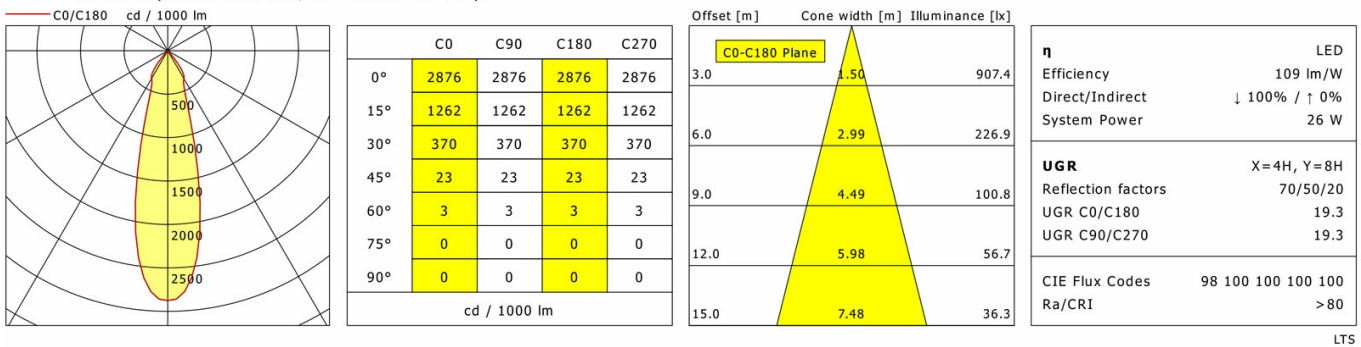 C0/C180 cd / 1000 lm
500
1000
1500
2000
2500
C0 C90 C180 C270
0° 2876 2876 2876 2876
15° 1262 1262 1262 1262
30° 370 370 370 370
45° 23 23 23 23
60° 3 3 3 3
75° 0 0 0 0
90° 0 0 0 0
cd / 1000 lm
Offset [m] Cone width [m] Illuminance [lx]
C0-C180 Plane
3.0 1.50 907.4
6.0 2.99 226.9
9.0 4.49 100.8
12.0 5.98 56.7
15.0 7.48 36.3
η LED
Efficiency 109 lm/W
Direct/Indirect ↓ 100% / ↑ 0%
System Power 26 W
UGR X=4H, Y=8H
Reflection factors 70/50/20
UGR C0/C180 19.3
UGR C90/C270 19.3
CIE Flux Codes 98 100 100 100 100
Ra/CRI >80
LTS